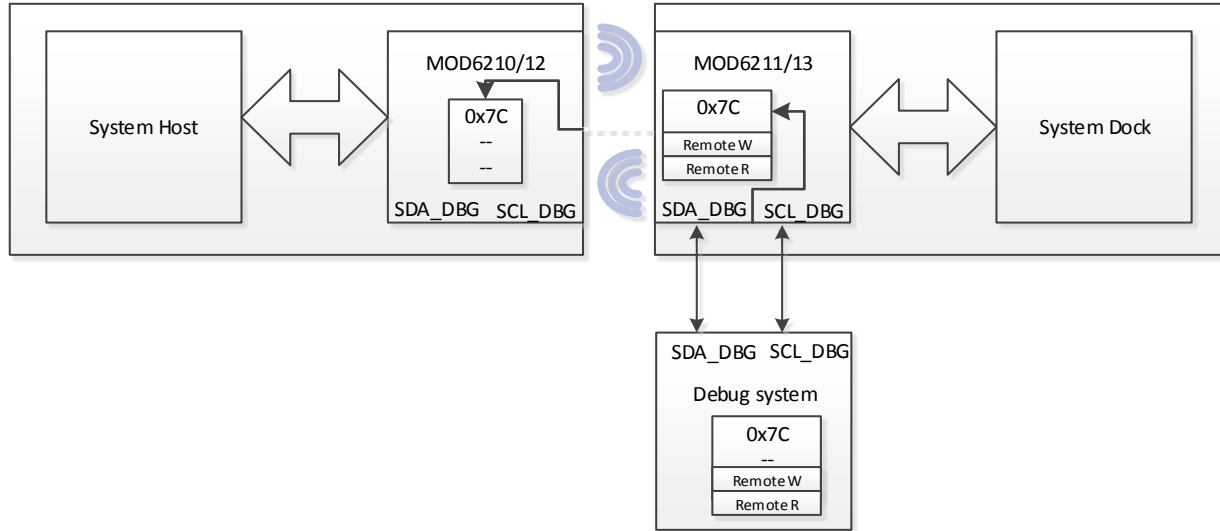 System Host
MOD6210/12
0x7C
--
--
SDA_DBG SCL_DBG
MOD6211/13
0x7C
Remote W
Remote R
SDA_DBG SCL_DBG
System Dock
SDA_DBG SCL_DBG
Debug system
0x7C
--
Remote W
Remote R